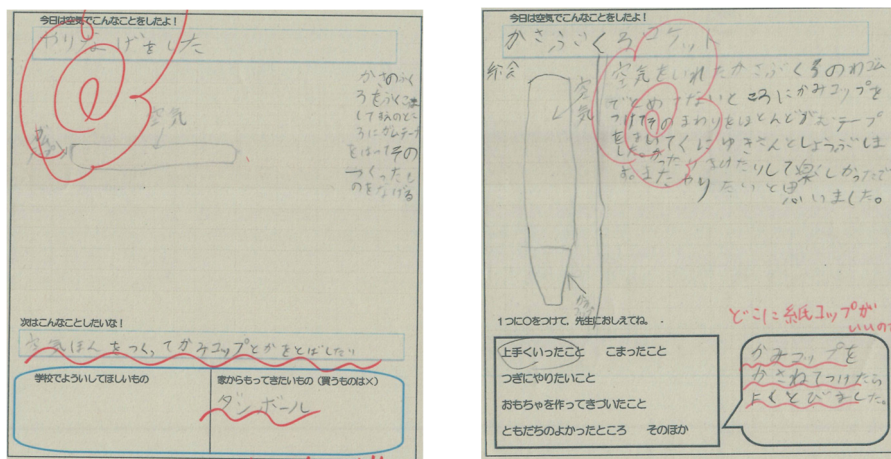 今日は空気でこんなことをしたよ!
やりなげをした
かさのふく
ろをふくごま
して
ろにガムテープ
をはってその
つくったも
のをなげる
空気
次はこんなことしたいな!
空気ほんをつくってかみコップとかをとばしたい
学校でよういしてほしいもの
家からもってきたいもの(買うものは×)
ダンボール
今日は空気でこんなことをしたよ!
かさぶくろロケット
空気をいれたかさぶくろのわゴム
でとめてないところにかみコップを
つけてそのまわりをほとんどガムテープ
をまいてくにゆきさんとしょうぶしま
した。かったりまけたりして楽しかったで
す。またやりたいと思いました。
空気
1つに○をつけて、先生におしえてね。
どこに紙コップが
いいの
上手くいったこと こまったこと
つぎにやりたいこと
おもちゃを作ってきづいたこと
ともだちのよかったところ そのほか
かみコップを
かさねてつけたら
よくとびました。